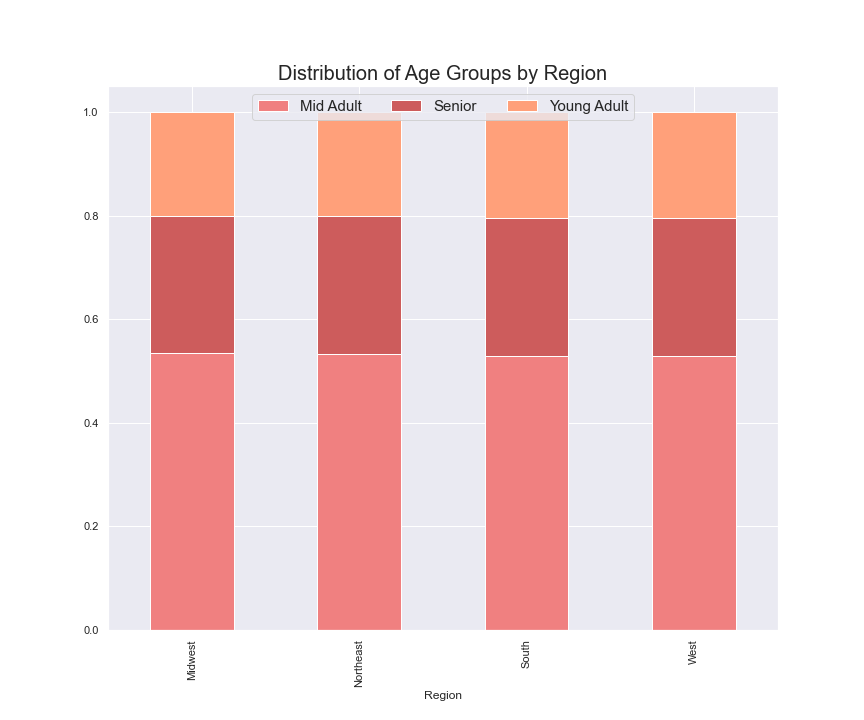 Distribution of Age Groups by Region
Mid Adult Senior Young Adult
1.0
0.8
0.6
0.4
0.2
0.0
Midwest Northeast South West
Region